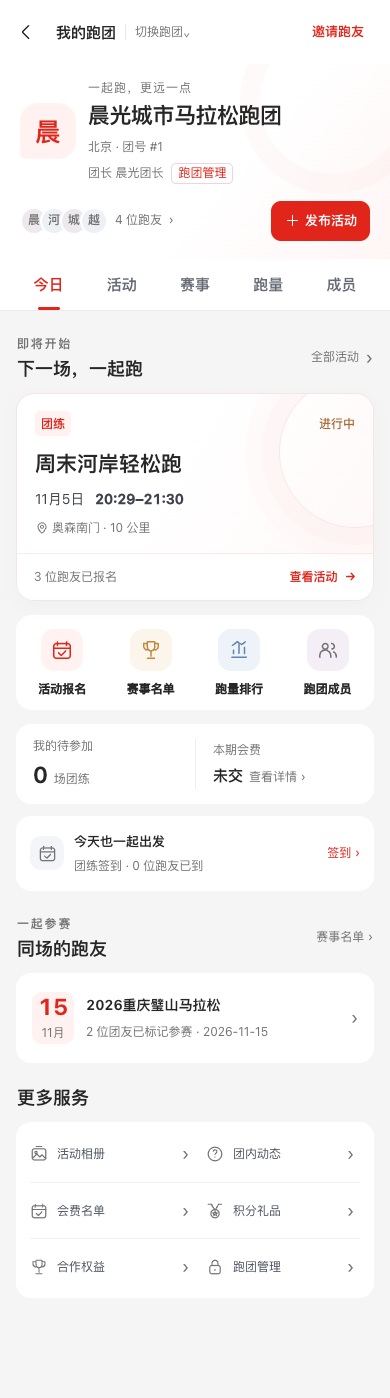 我的跑团 切换跑团⌄ 邀请跑友
一起跑，更远一点
晨
晨光城市马拉松跑团
北京 · 团号 #1
团长 晨光团长 跑团管理
晨 河 城 越 4 位跑友 ›
发布活动
今日 活动 赛事 跑量 成员
即将开始
下一场，一起跑
全部活动 ›
团练 进行中
周末河岸轻松跑
11月5日 20:29–21:30
奥森南门 · 10 公里
3 位跑友已报名 查看活动 →
活动报名 赛事名单 跑量排行 跑团成员
我的待参加
0 场团练
本期会费
未交 查看详情 ›
今天也一起出发
团练签到 · 0 位跑友已到
签到 ›
一起参赛
同场的跑友
赛事名单 ›
15
11月
2026重庆璧山马拉松
2 位团友已标记参赛 · 2026-11-15
›
更多服务
活动相册 › 团内动态 ›
会费名单 › 积分礼品 ›
合作权益 › 跑团管理 ›